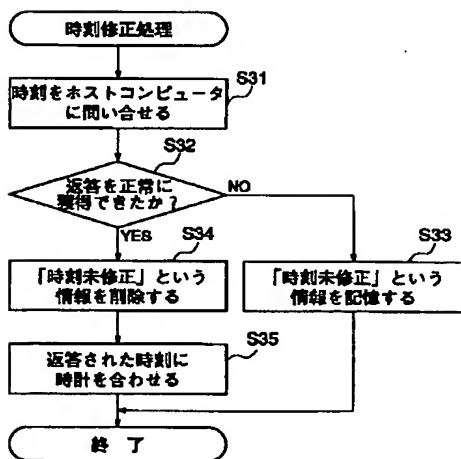 時刻修正処理
S31
時刻をホストコンピュータ
に問い合せる
S32
返答を正常に
獲得できたか?
NO
YES
S34
「時刻未修正」という
情報を削除する
S33
「時刻未修正」という
情報を記憶する
S35
返答された時刻に
時計を合わせる
終 了